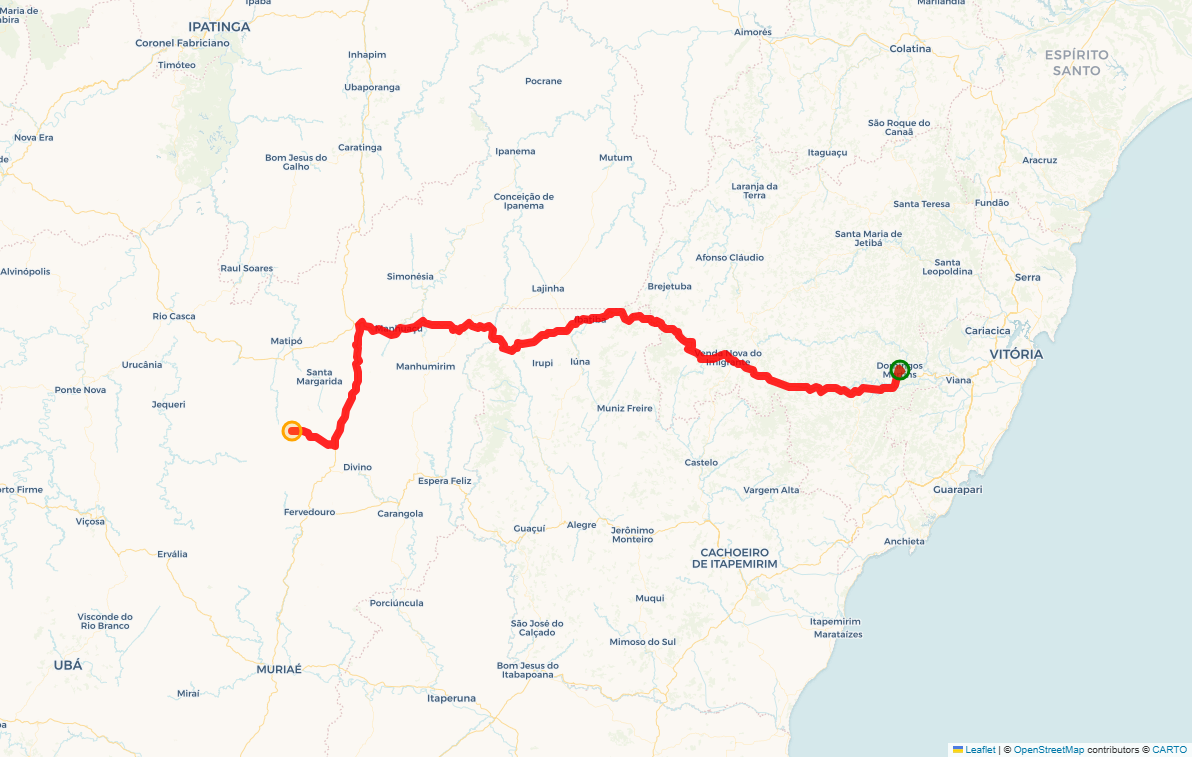 Ipaba
Marilândia
Maria de
Itabira
IPATINGA
Coronel Fabriciano
Timóteo
Inhapim
Ubaporanga
Pocrane
Aimorés
Colatina
ESPÍRITO
SANTO
Nova Era
Caratinga
Bom Jesus do
Galho
Ipanema
Mutum
Itaguaçu
São Roque do
Canaã
Aracruz
Conceição de
Ipanema
Laranja da
Terra
Santa Teresa
Fundão
Santa Maria de
Jetibá
Alvinópolis
Raul Soares
Simonésia
Lajinha
Afonso Cláudio
Brejetuba
Santa
Leopoldina
Serra
Rio Casca
Matipó
Manhuaçu
Cariacica
VITÓRIA
Urucânia
Santa
Margarida
Manhumirim
Irupi
Iúna
Venda Nova do
Imigrante
Domingos
Martins
Viana
Ponte Nova
Jequeri
Muniz Freire
Divino
Espera Feliz
Castelo
Vargem Alta
Guarapari
Porto Firme
Viçosa
Fervedouro
Carangola
Guaçuí
Alegre
Jerônimo
Monteiro
Anchieta
Ervália
CACHOEIRO
DE ITAPEMIRIM
Porciúncula
Muqui
Visconde do
Rio Branco
São José do
Calçado
Mimoso do Sul
Itapemirim
Marataízes
UBÁ
MURIAÉ
Bom Jesus do
Itabapoana
Miraí
Itaperuna
Leaflet | © OpenStreetMap contributors © CARTO